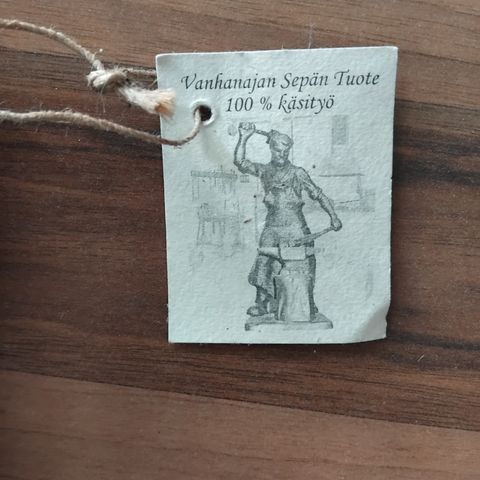 Vanhanajan Sepän Tuote
100 % käsityö